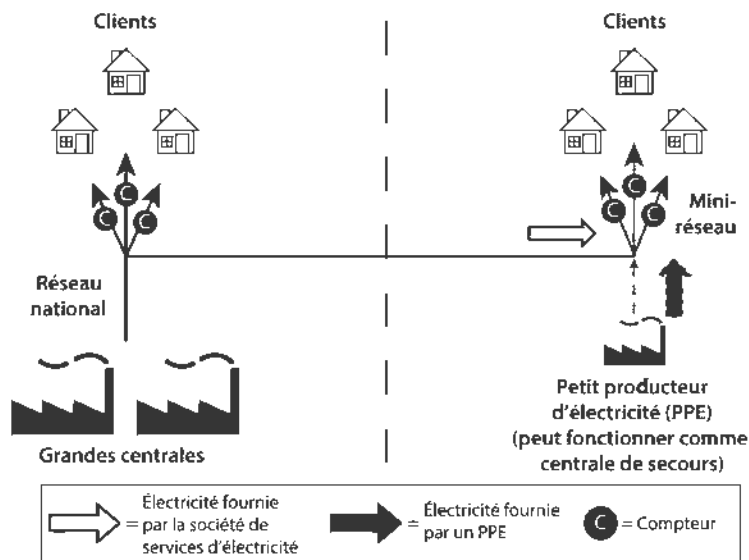 Clients
Clients
C
C
C
C
C
C
Mini-
réseau
Réseau
national
Grandes centrales
Petit producteur
d'électricité (PPE)
(peut fonctionner comme
centrale de secours)
Électricité fournie
= par la société de
services d'électricité
= Électricité fournie
par un PPE
C = Compteur